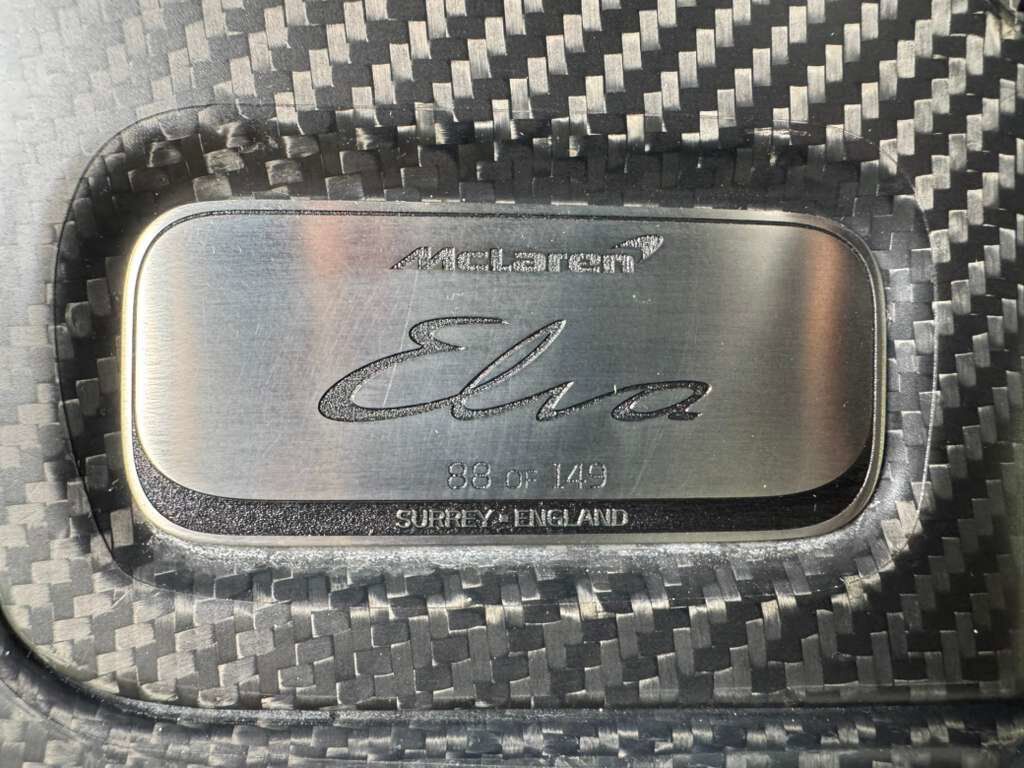 McLaren
Elva
88 OF 149
SURREY • ENGLAND